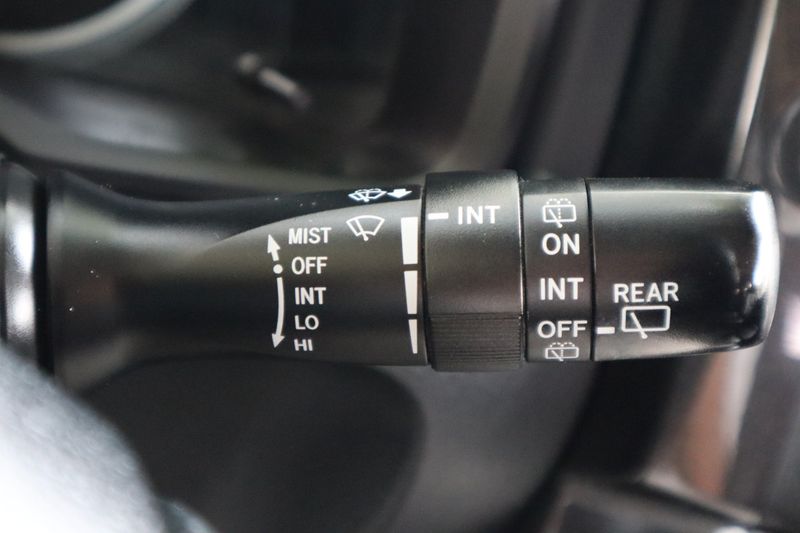 MIST
OFF
INT
LO
HI
INT
ON
INT
OFF
REAR